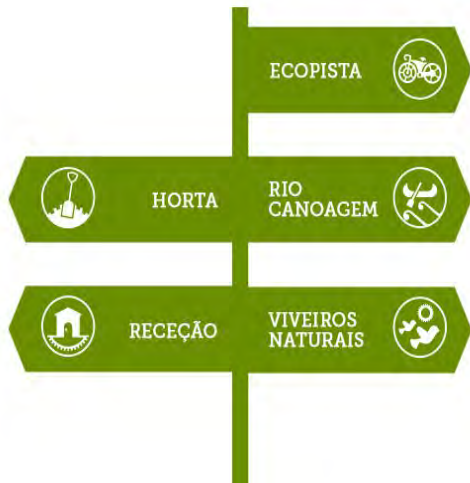 ECOPISTA
HORTA
RIO
CANOAGEM
RECEÇÃO
VIVEIROS
NATURAIS